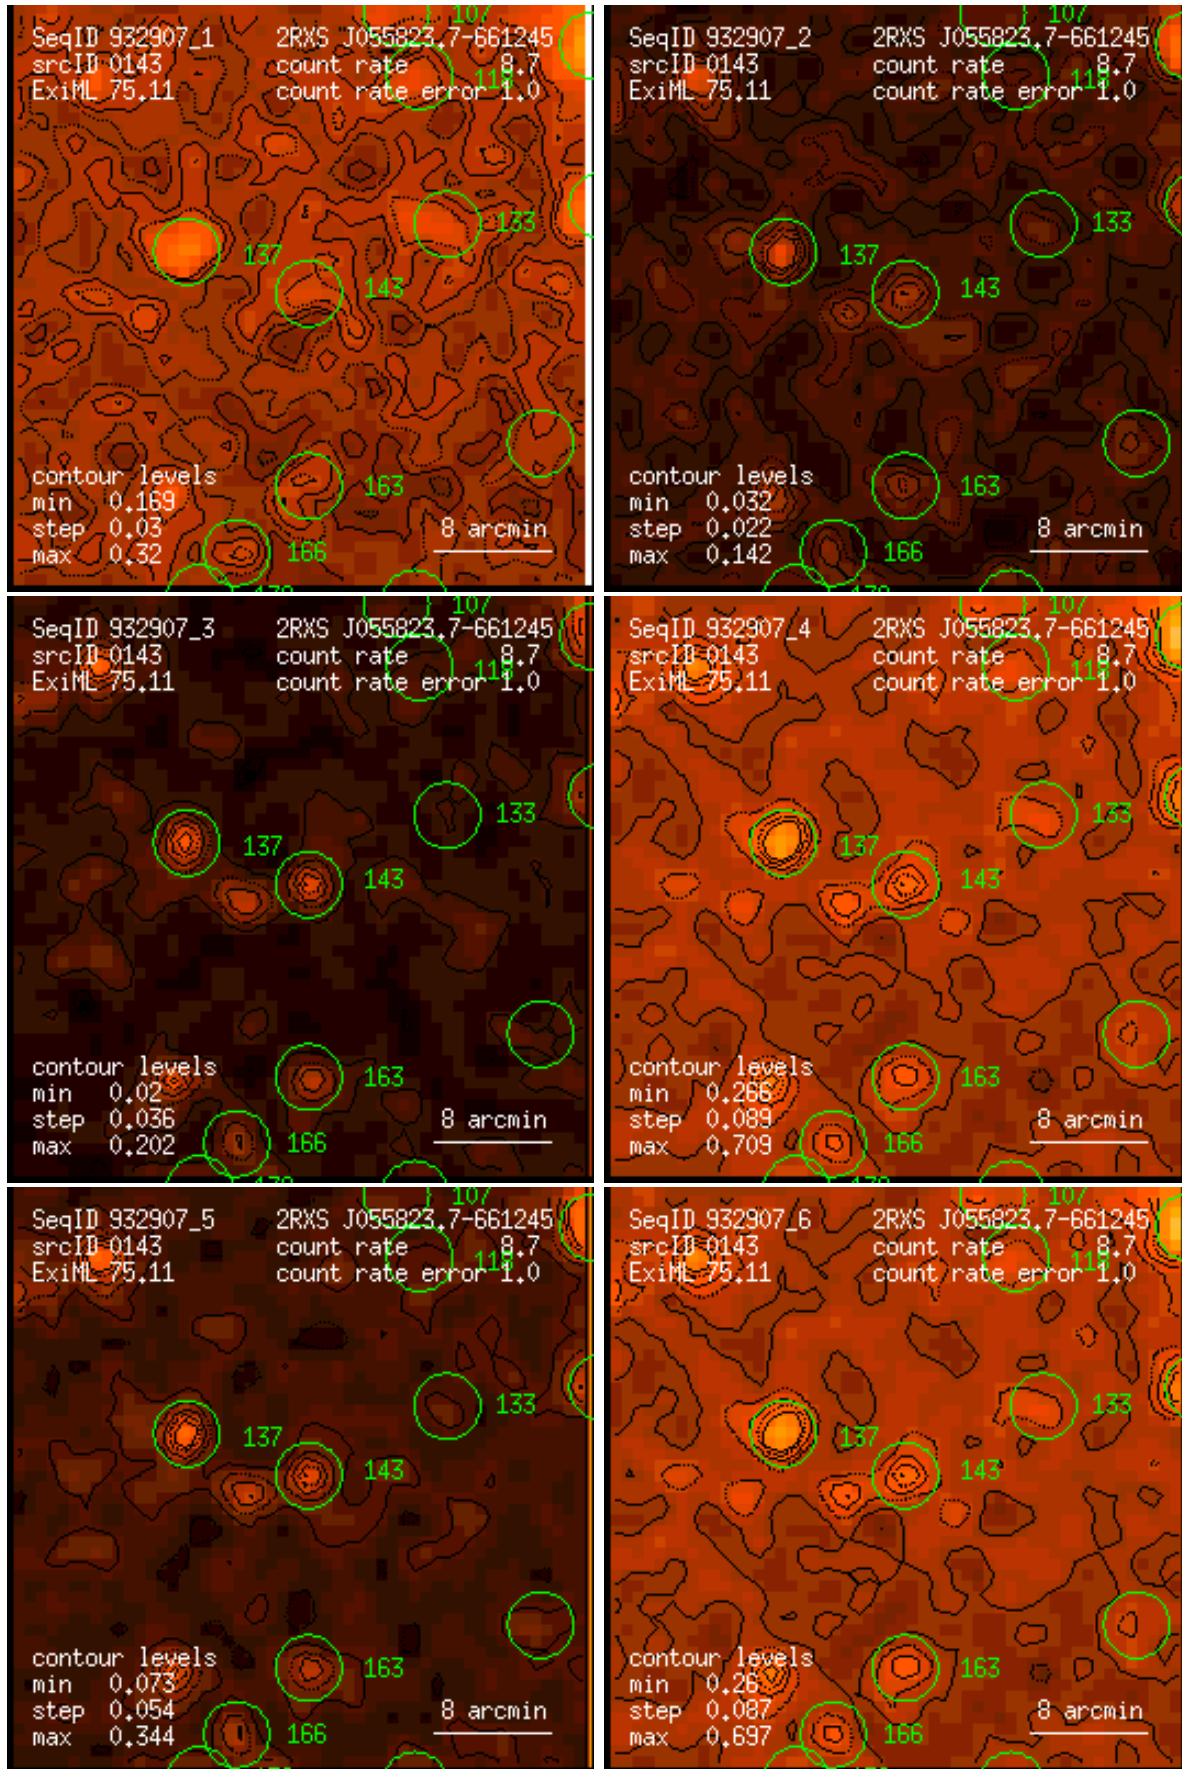 107
SeqID 932907_1 2RXS J055823.7-661245
srcID 0143 count rate 8.7
118
ExiML 75.11 count rate error 1.0
133
137
143
contour levels
163
min 0.169
step 0.03 8 arcmin
max 0.32 166
107
SeqID 932907_2 2RXS J055823.7-661245
srcID 0143 count rate 8.7
118
ExiML 75.11 count rate error 1.0
133
137
143
contour levels
163
min 0.032
step 0.022 8 arcmin
max 0.142 166
107
SeqID 932907_3 2RXS J055823.7-661245
srcID 0143 count rate 8.7
118
ExiML 75.11 count rate error 1.0
133
137
143
contour levels
163
min 0.02
step 0.036 8 arcmin
max 0.202 166
107
SeqID 932907_4 2RXS J055823.7-661245
srcID 0143 count rate 8.7
118
ExiML 75.11 count rate error 1.0
133
137
143
contour levels
163
min 0.266
step 0.089 8 arcmin
max 0.709 166
107
SeqID 932907_5 2RXS J055823.7-661245
srcID 0143 count rate 8.7
118
ExiML 75.11 count rate error 1.0
133
137
143
contour levels
163
min 0.073
step 0.054 8 arcmin
max 0.344 166
107
SeqID 932907_6 2RXS J055823.7-661245
srcID 0143 count rate 8.7
118
ExiML 75.11 count rate error 1.0
133
137
143
contour levels
163
min 0.26
step 0.087 8 arcmin
max 0.697 166